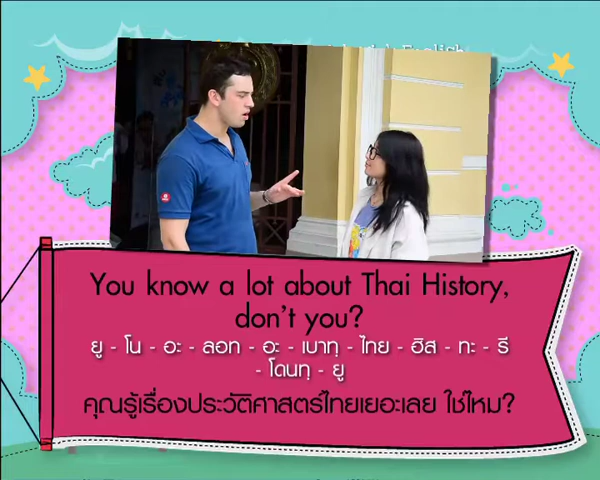 English
You know a lot about Thai History,
don't you?
ยู - โน - อะ - ลอท - อะ - เบาทฺ - ไทย - ฮิส - ทะ - รี
- โดนทฺ - ยู
คุณรู้เรื่องประวัติศาสตร์ไทยเยอะเลย ใช่ไหม?